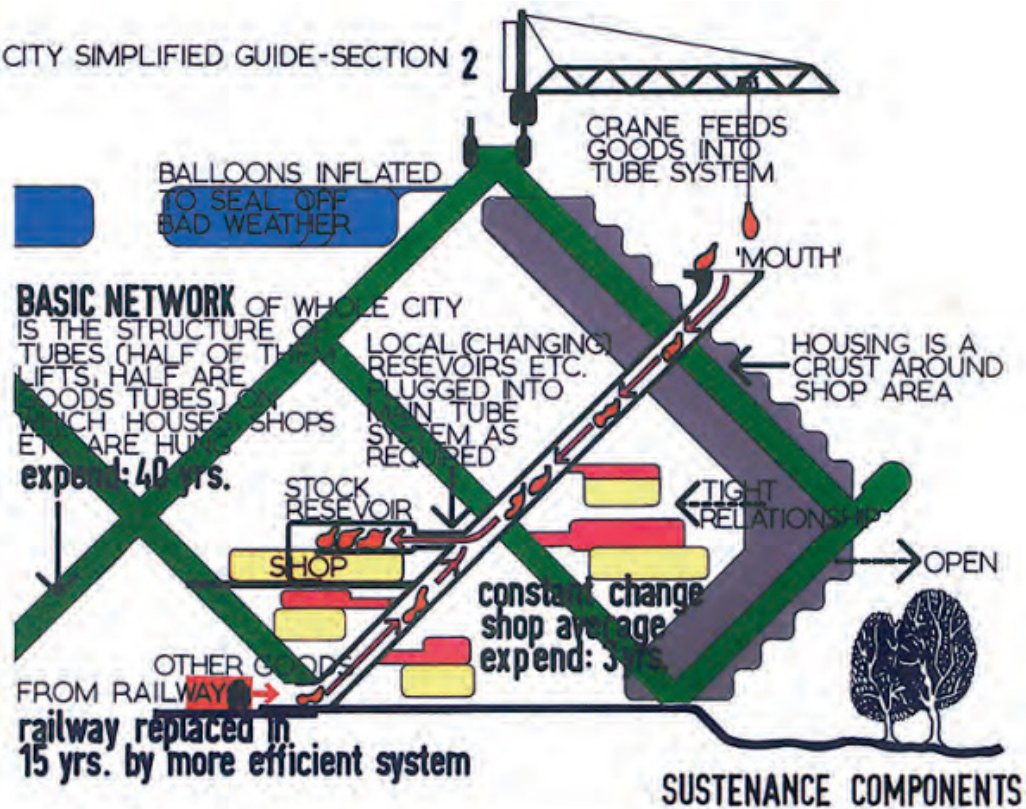 CITY SIMPLIFIED GUIDE-SECTION 2
CRANE FEEDS
GOODS INTO
TUBE SYSTEM
BALLOONS INFLATED
TO SEAL OFF
BAD WEATHER
'MOUTH'
BASIC NETWORK OF WHOLE CITY
IS THE STRUCTURE OF
TUBES (HALF OF THEM
LIFTS, HALF ARE
GOODS TUBES) ON
WHICH HOUSES, SHOPS
ETC. ARE HUNG
expend: 40 yrs.
LOCAL (CHANGING)
RESEVOIRS ETC.
PLUGGED INTO
MAIN TUBE
SYSTEM AS
REQUIRED
HOUSING IS A
CRUST AROUND
SHOP AREA
STOCK
RESERVOIR
SHOP
TIGHT
RELATIONSHIP
OPEN
constant change
shop average
expend: 3yrs.
OTHER GOODS
FROM RAILWAY
railway replaced in
15 yrs. by more efficient system
SUSTENANCE COMPONENTS